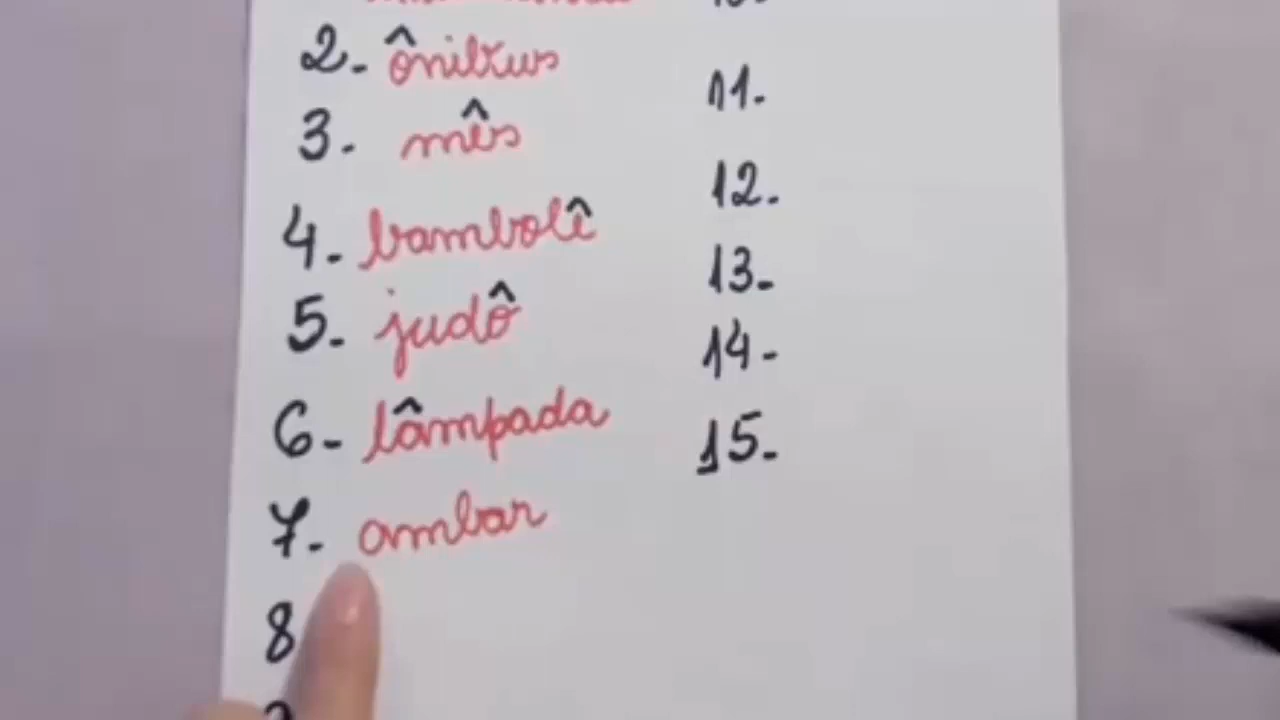 2. ônibus
3. mês
4. bambolê
5. judô
6. lâmpada
7. ambar
8
11.
12.
13.
14.
15.